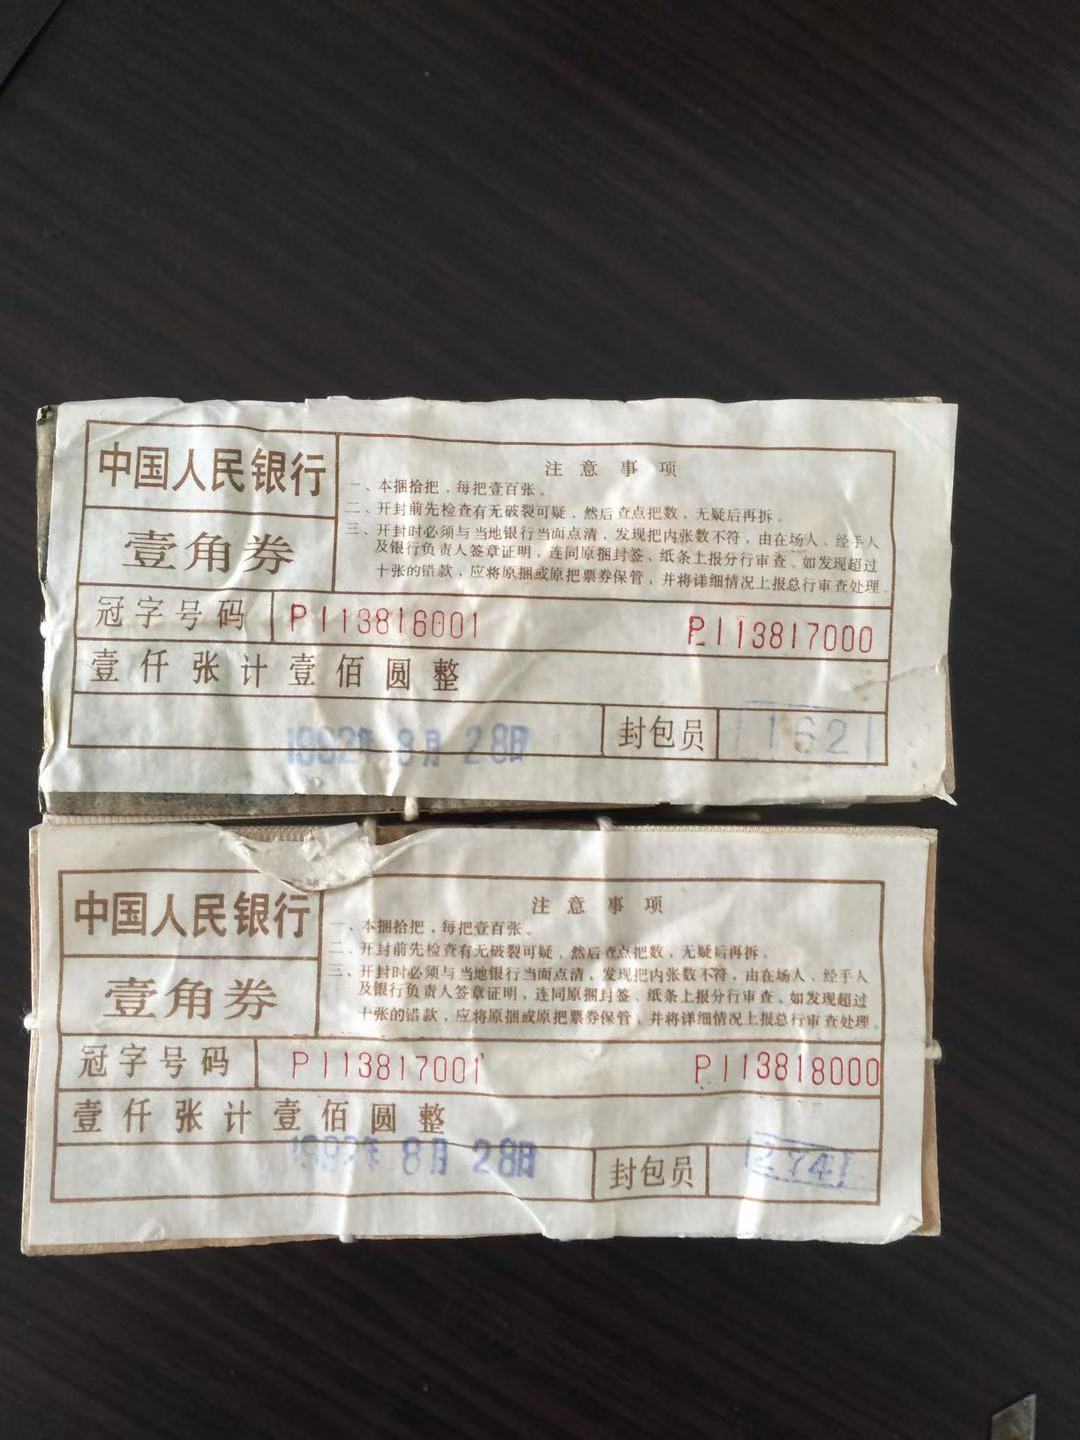 中国人民银行
壹角券
注意事项
一、本捆拾把，每把壹百张。
二、开封前先检查有无破裂可疑，然后查点把数，无疑后再拆。
三、开封时必须与当地银行当面点清，发现把内张数不符，由在场人、经手人
及银行负责人签章证明，连同原捆封签、纸条上报分行审查。如发现超过
十张的错款，应将原捆或原把票券保管，并将详细情况上报总行审查处理。
冠字号码 PI113816001 PI113817000
壹仟张计壹佰圆整
1992年8月28日 封包员 162
中国人民银行
壹角券
注意事项
一、本捆拾把，每把壹百张。
二、开封前先检查有无破裂可疑，然后查点把数，无疑后再拆。
三、开封时必须与当地银行当面点清，发现把内张数不符，由在场人、经手人
及银行负责人签章证明，连同原捆封签、纸条上报分行审查。如发现超过
十张的错款，应将原捆或原把票券保管，并将详细情况上报总行审查处理。
冠字号码 PI113817001 PI113818000
壹仟张计壹佰圆整
1992年8月28日 封包员 274